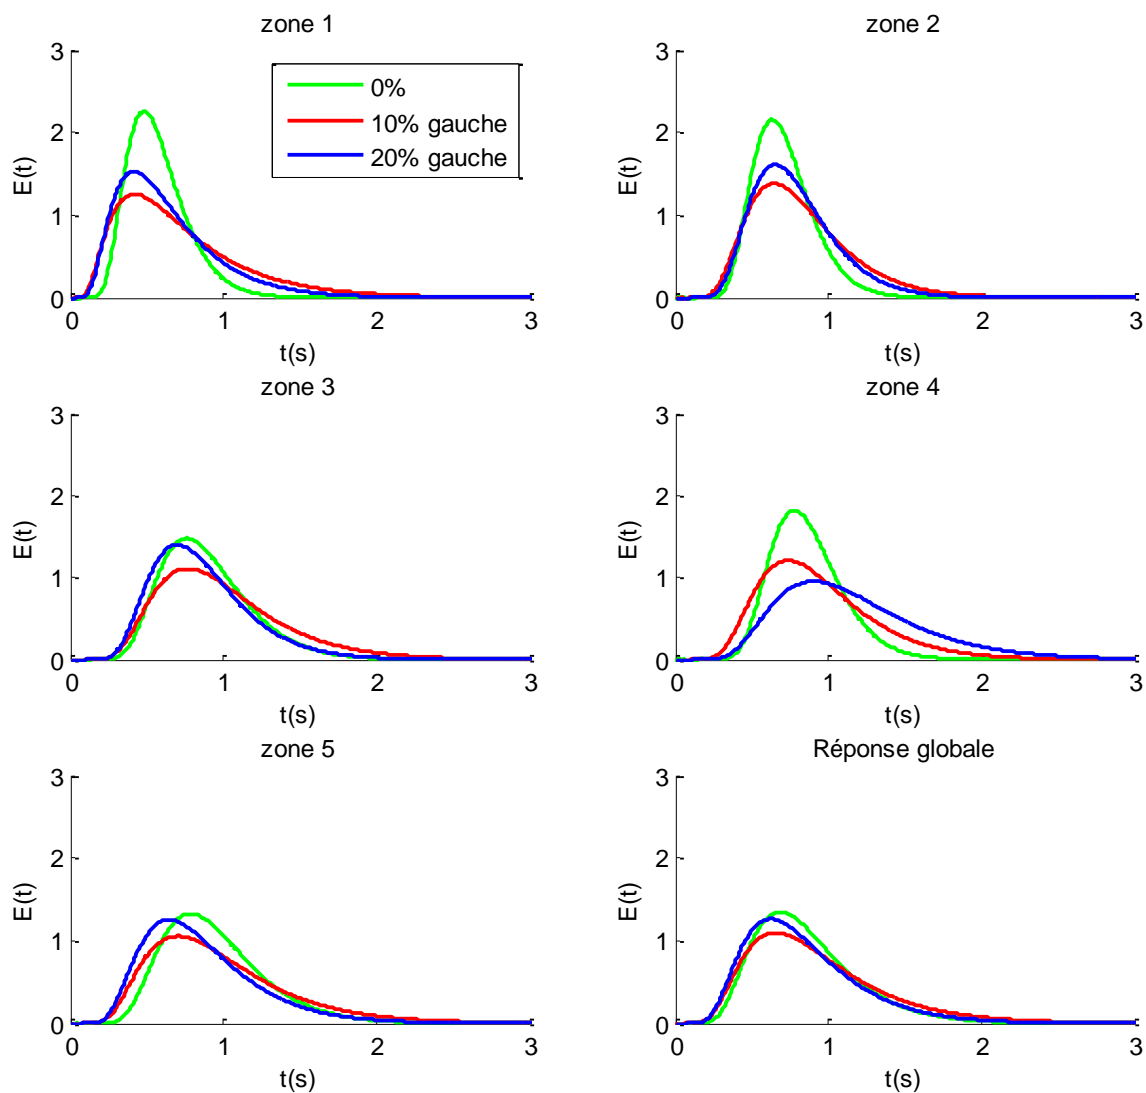 zone 1
3
2
1
0
E(t)
0%
10% gauche
20% gauche
0 1 2 3
t(s)
zone 2
3
2
1
0
E(t)
0 1 2 3
t(s)
zone 3
3
2
1
0
E(t)
0 1 2 3
t(s)
zone 4
3
2
1
0
E(t)
0 1 2 3
t(s)
zone 5
3
2
1
0
E(t)
0 1 2 3
t(s)
Réponse globale
3
2
1
0
E(t)
0 1 2 3
t(s)